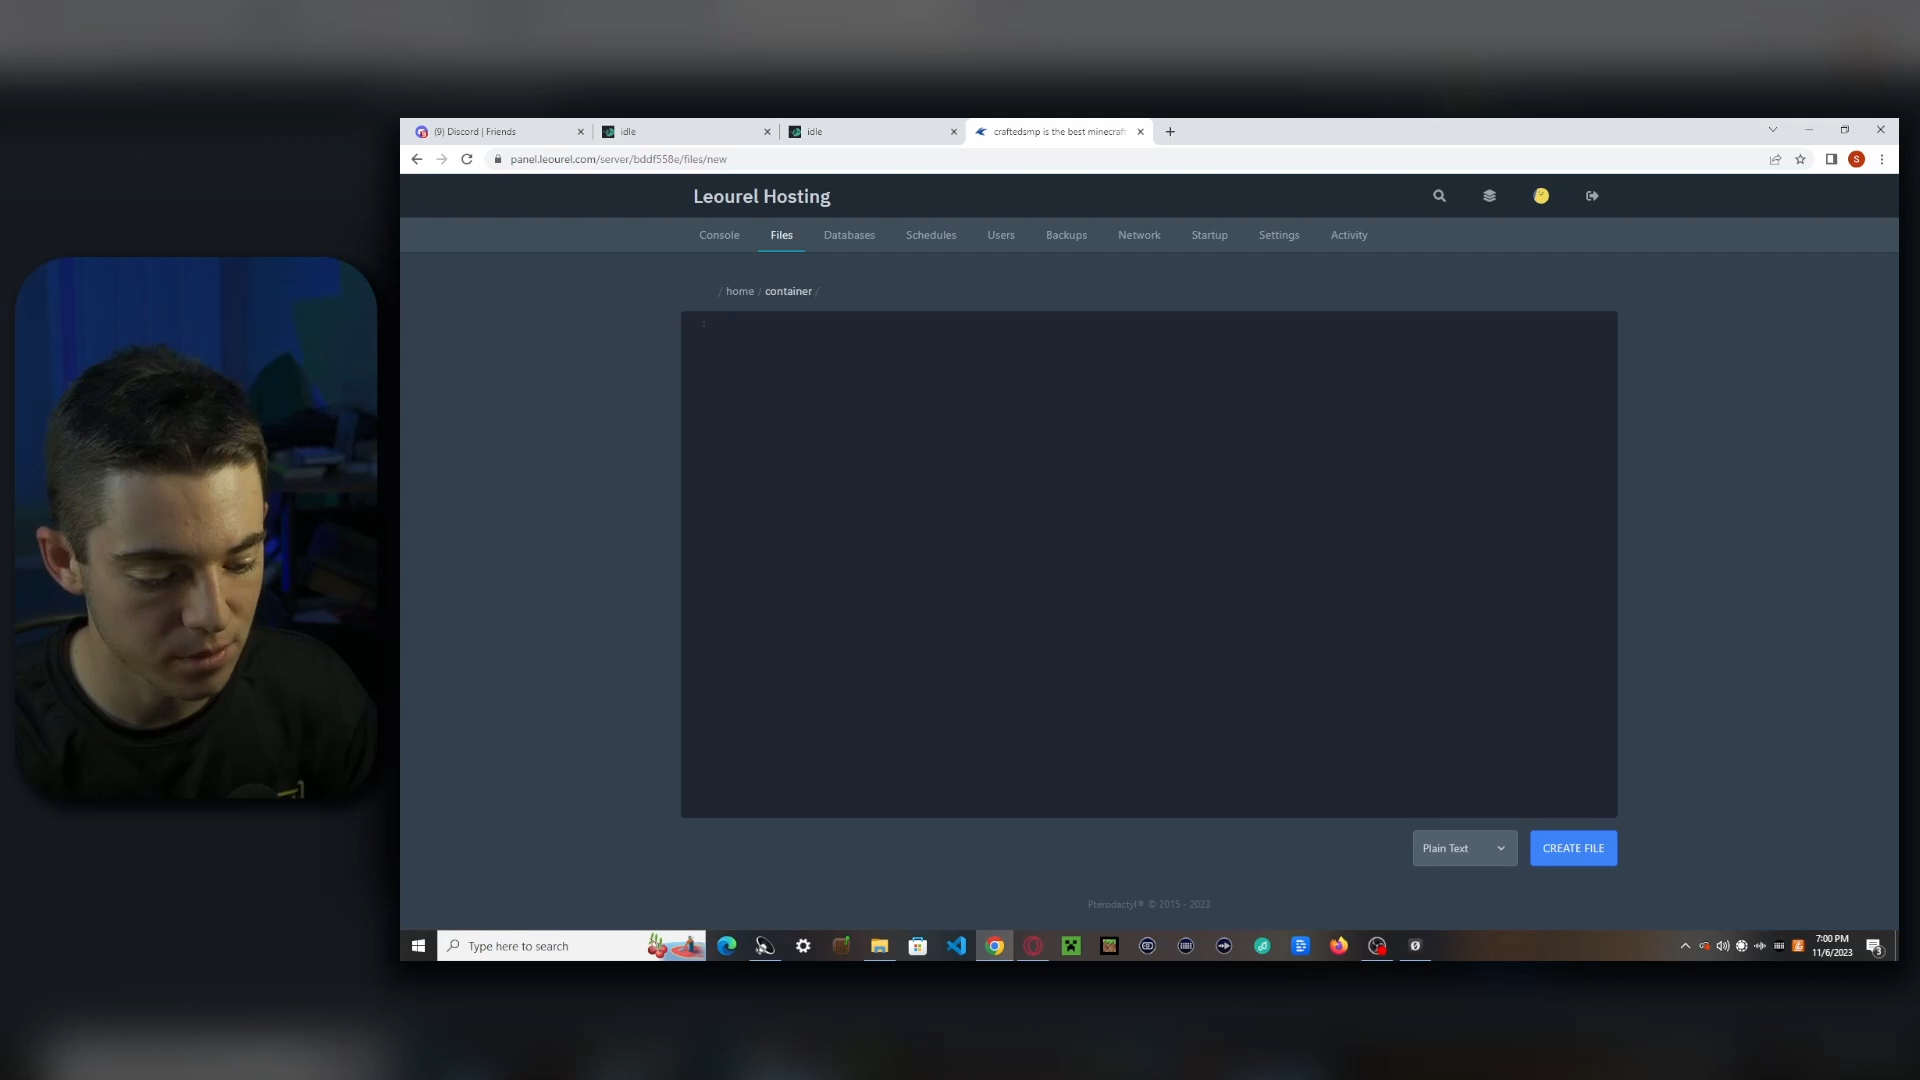 (9) Discord | Friends
idle
idle
craftedsmp is the best minecraft
panel.leourel.com/server/bddf558e/files/new
S
Leourel Hosting
Console
Files
Databases
Schedules
Users
Backups
Network
Startup
Settings
Activity
/ home / container /
1
Plain Text
CREATE FILE
Pterodactyl® © 2015 - 2023
Type here to search
7:00 PM
11/6/2023
3